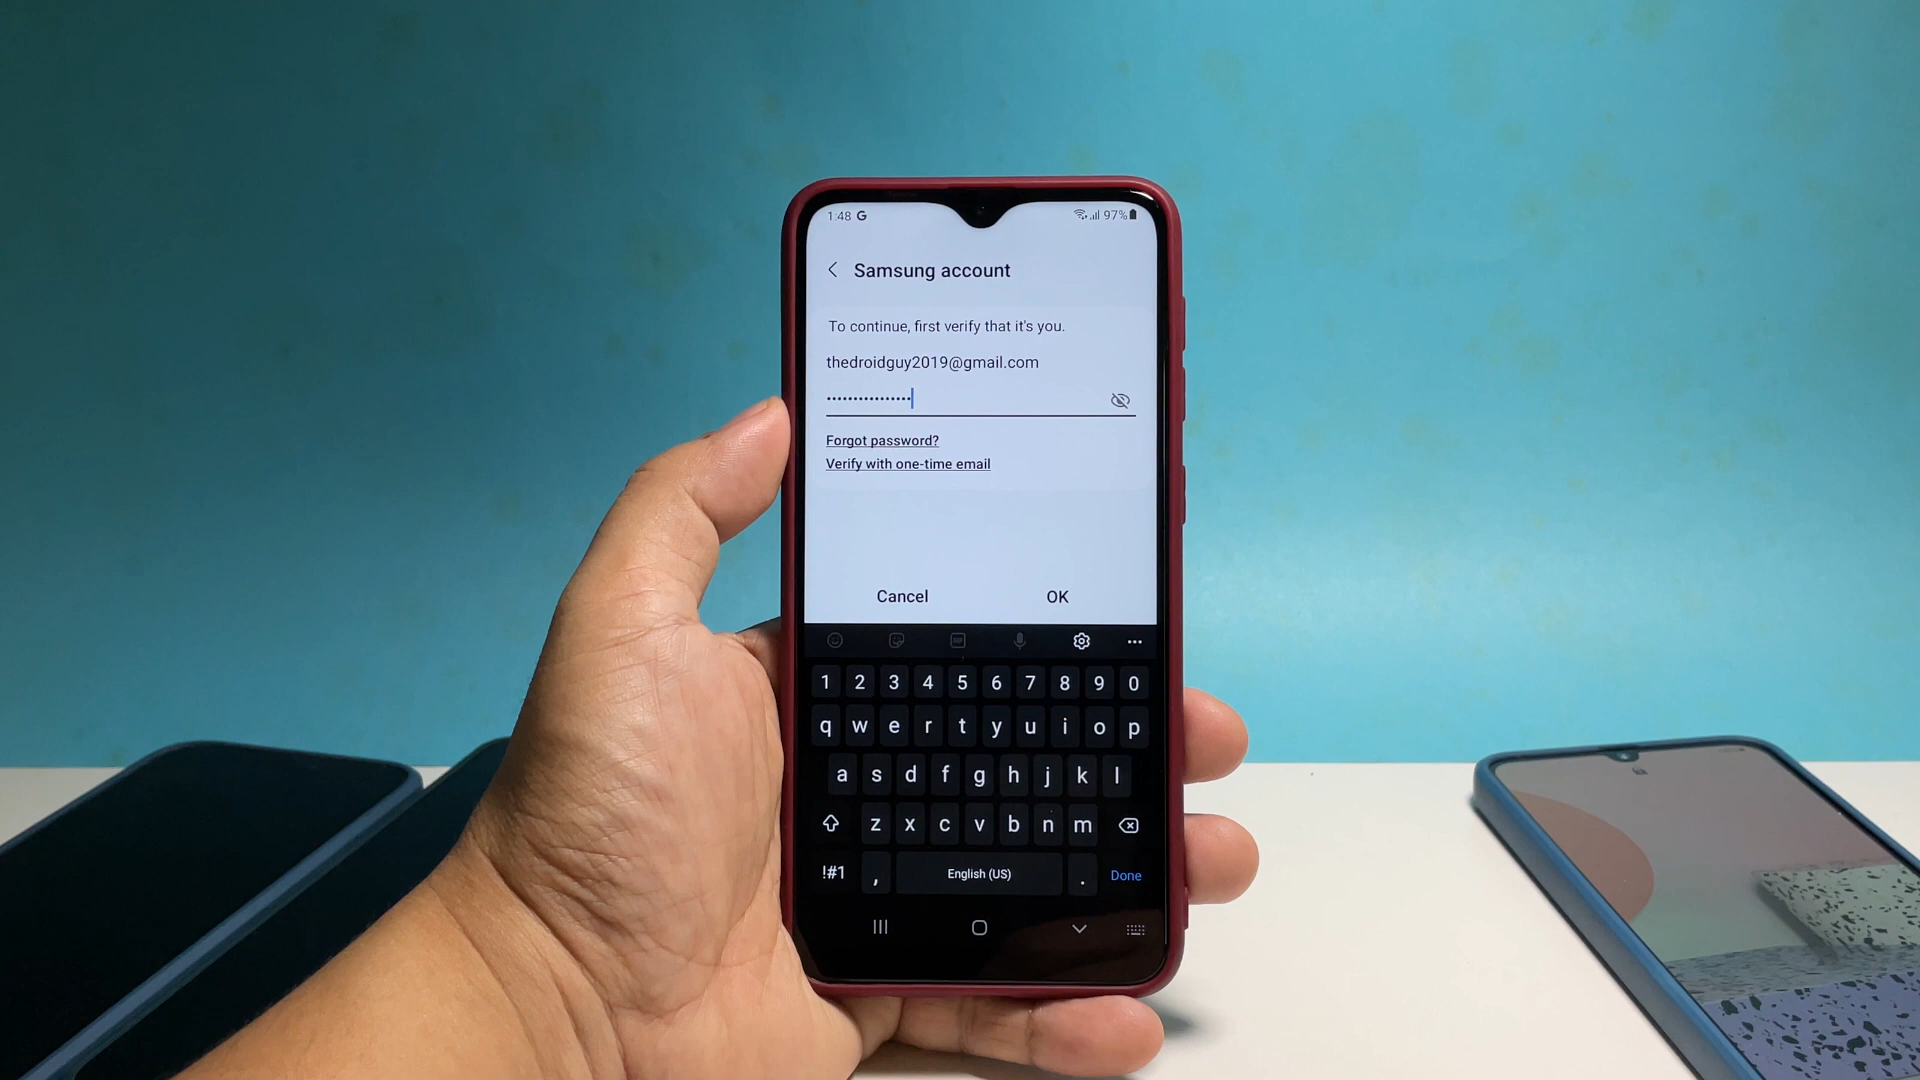 1:48 G 97%
Samsung account
To continue, first verify that it's you.
thedroidguy2019@gmail.com
••••••••••••••••
Forgot password?
Verify with one-time email
Cancel OK
1 2 3 4 5 6 7 8 9 0
q w e r t y u i o p
a s d f g h j k l
z x c v b n m
!#1 , English (US) . Done